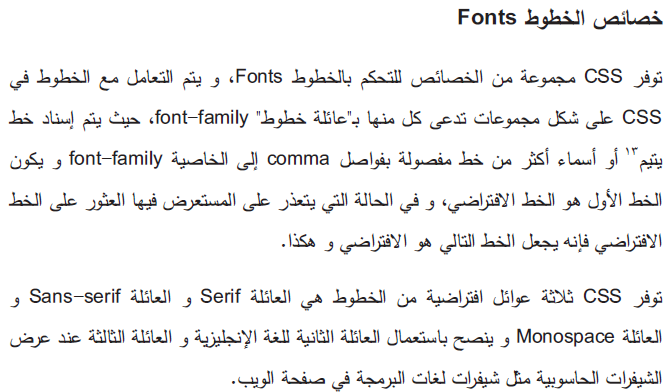 خصائص الخطوط Fonts
توفر CSS مجموعة من الخصائص للتحكم بالخطوط Fonts، و يتم التعامل مع الخطوط في
CSS على شكل مجموعات تدعى كل منها بـ"عائلة خطوط" font-family، حيث يتم إسناد خط
يتيم١٣ أو أسماء أكثر من خط مفصولة بفواصل comma إلى الخاصية font-family و يكون
الخط الأول هو الخط الافتراضي، و في الحالة التي يتعذر على المستعرض فيها العثور على الخط
الافتراضي فإنه يجعل الخط التالي هو الافتراضي و هكذا.
توفر CSS ثلاثة عوائل افتراضية من الخطوط هي العائلة Serif و العائلة Sans-serif و
العائلة Monospace و ينصح باستعمال العائلة الثانية للغة الإنجليزية و العائلة الثالثة عند عرض
الشيفرات الحاسوبية مثل شيفرات لغات البرمجة في صفحة الويب.